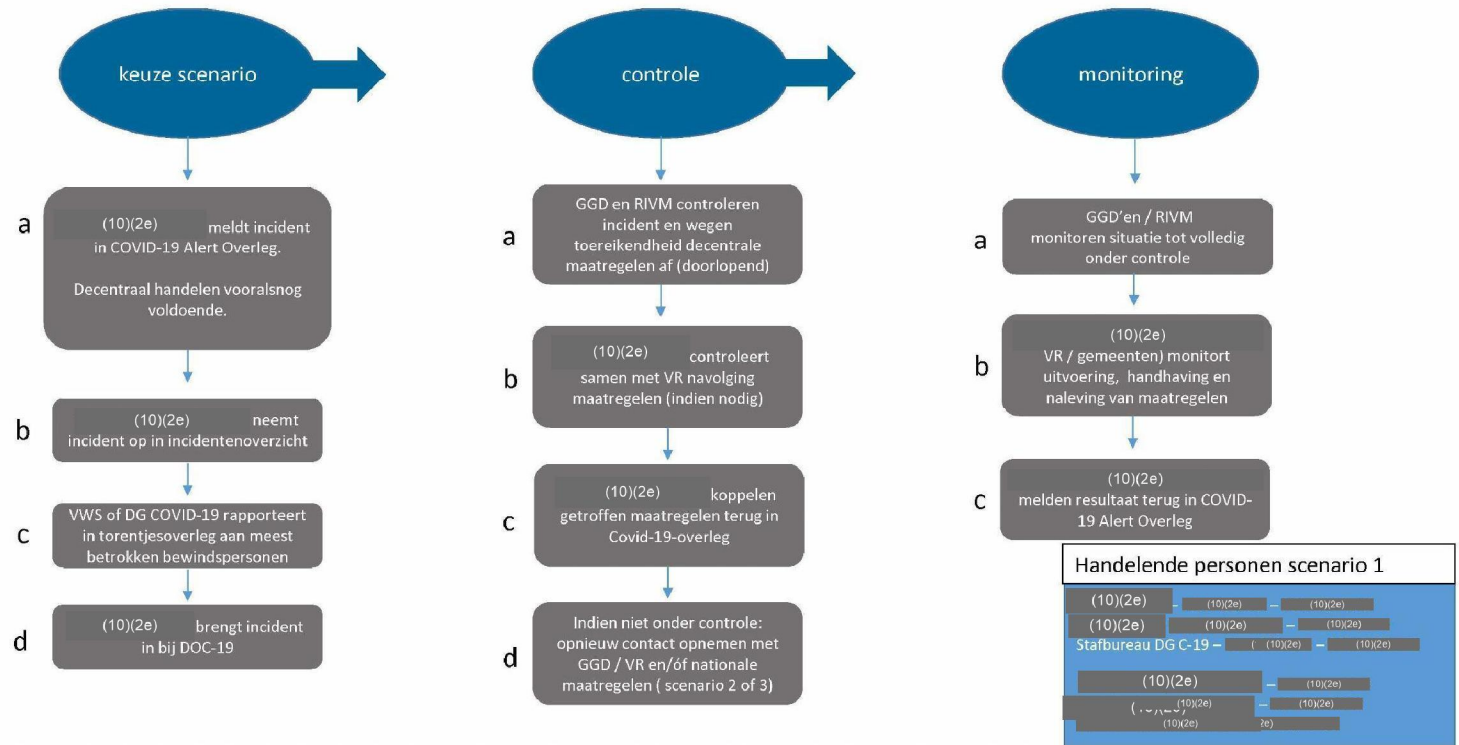 keuze scenario
a
(10)(2e) meldt incident
in COVID-19 Alert Overleg.
Decentraal handelen vooralsnog
voldoende.
b
(10)(2e) neemt
incident op in incidentenoverzicht
c
VWS of DG COVID-19 rapporteert
in torentjesoverleg aan meest
betrokken bewindspersonen
d
(10)(2e) brengt incident
in bij DOC-19
controle
a
GGD en RIVM controleren
incident en wegen
toereikendheid decentrale
maatregelen af (doorlopend)
b
(10)(2e) controleert
samen met VR navolging
maatregelen (indien nodig)
c
(10)(2e) koppelen
getroffen maatregelen terug in
Covid-19-overleg
d
Indien niet onder controle:
opnieuw contact opnemen met
GGD / VR en/óf nationale
maatregelen ( scenario 2 of 3)
monitoring
a
GGD'en / RIVM
monitoren situatie tot volledig
onder controle
b
(10)(2e)
VR / gemeenten) monitort
uitvoering, handhaving en
naleving van maatregelen
c
(10)(2e)
melden resultaat terug in COVID-
19 Alert Overleg
Handelende personen scenario 1
(10)(2e) – (10)(2e) – (10)(2e)
(10)(2e) (10)(2e) – (10)(2e)
Stafbureau DG C-19 – ( (10)(2e) – (10)(2e)
(10)(2e) – (10)(2e)
(10)(2e) – (10)(2e)
(10)(2e) 2e)